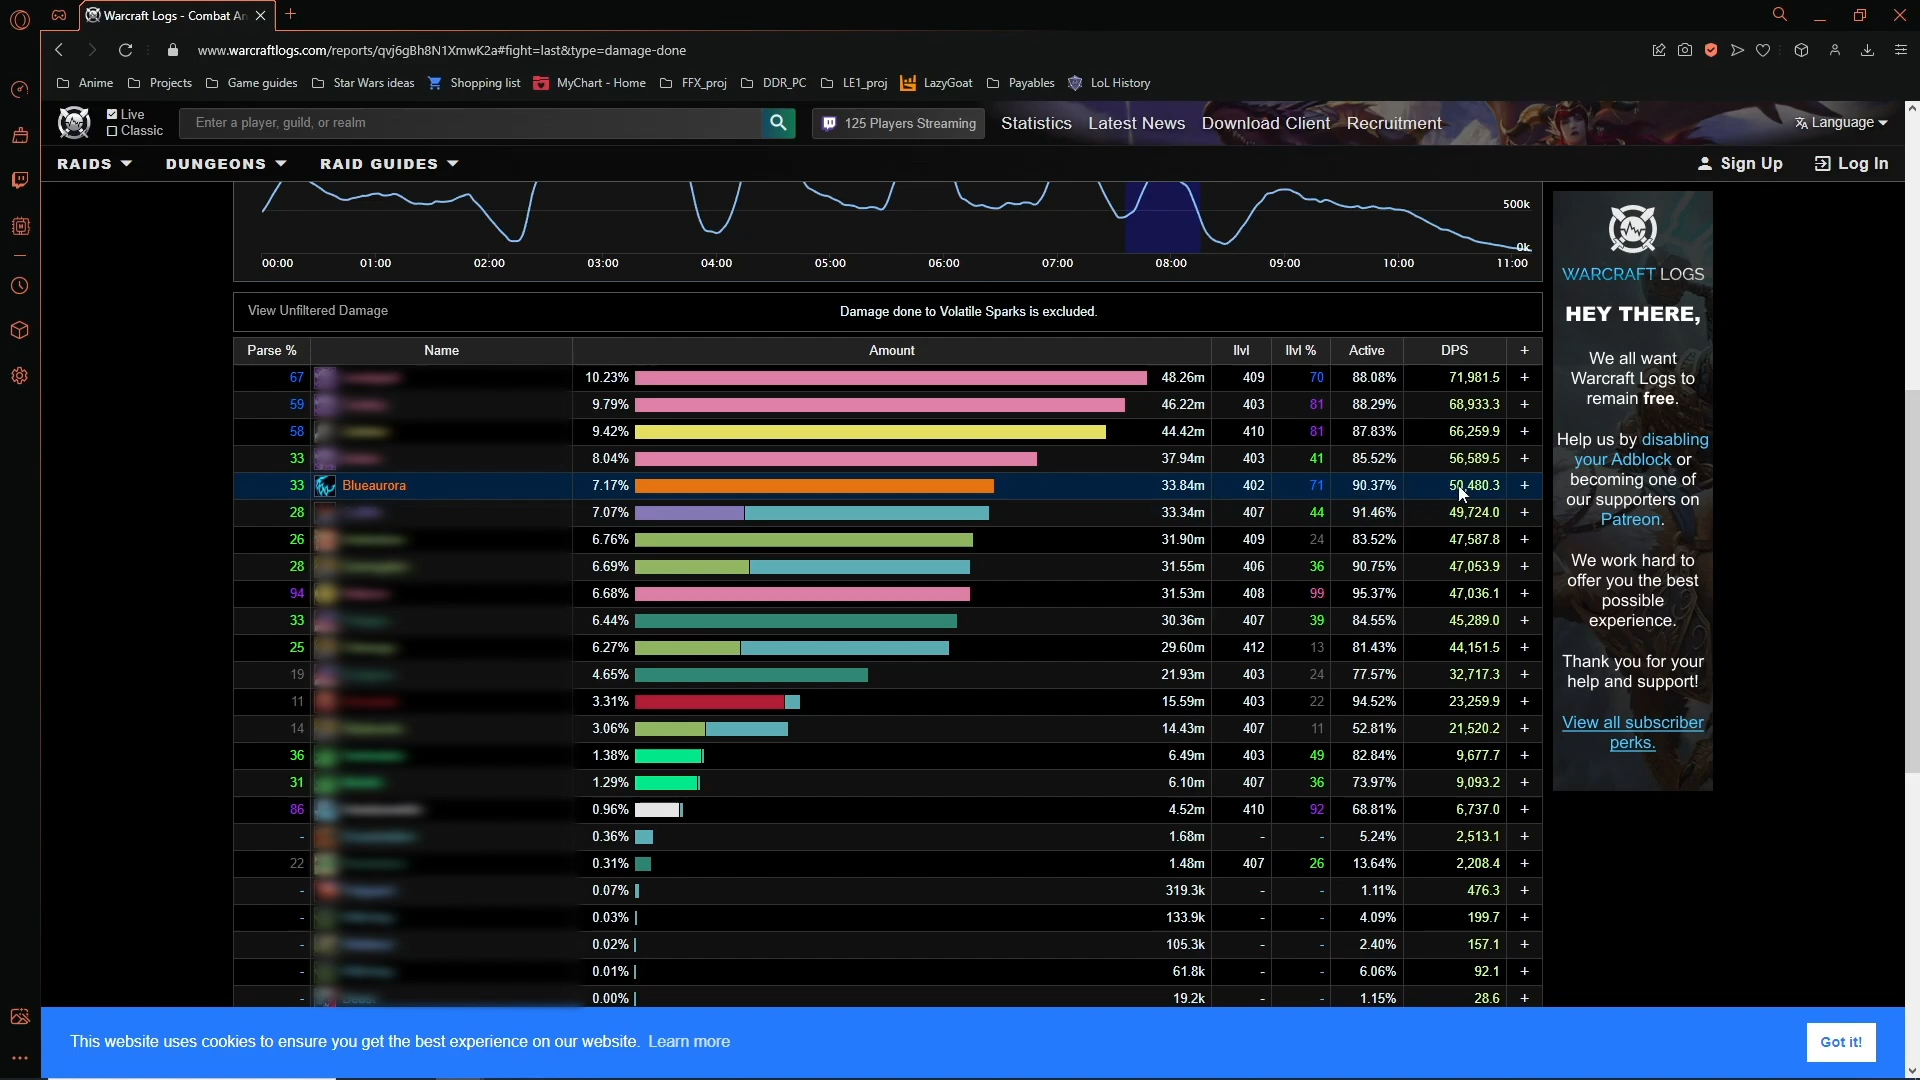 Warcraft Logs - Combat An
www.warcraftlogs.com/reports/qvj6gBh8N1XmwK2a#fight=last&type=damage-done
Anime Projects Game guides Star Wars ideas Shopping list MyChart - Home FFX_proj DDR_PC LE1_proj LazyGoat Payables LoL History
Live
Classic
Enter a player, guild, or realm
125 Players Streaming Statistics Latest News Download Client Recruitment Language
RAIDS DUNGEONS RAID GUIDES Sign Up Log In
500k
0k
00:00 01:00 02:00 03:00 04:00 05:00 06:00 07:00 08:00 09:00 10:00 11:00
View Unfiltered Damage Damage done to Volatile Sparks is excluded.
Parse % Name Amount Ilvl Ilvl % Active DPS +
67 10.23% 48.26m 409 70 88.08% 71,981.5 +
59 9.79% 46.22m 403 81 88.29% 68,933.3 +
58 9.42% 44.42m 410 81 87.83% 66,259.9 +
33 8.04% 37.94m 403 41 85.52% 56,589.5 +
33 Blueaurora 7.17% 33.84m 402 71 90.37% 50,480.3 +
28 7.07% 33.34m 407 44 91.46% 49,724.0 +
26 6.76% 31.90m 409 24 83.52% 47,587.8 +
28 6.69% 31.55m 406 36 90.75% 47,053.9 +
94 6.68% 31.53m 408 99 95.37% 47,036.1 +
33 6.44% 30.36m 407 39 84.55% 45,289.0 +
25 6.27% 29.60m 412 13 81.43% 44,151.5 +
19 4.65% 21.93m 403 24 77.57% 32,717.3 +
11 3.31% 15.59m 403 22 94.52% 23,259.9 +
14 3.06% 14.43m 407 11 52.81% 21,520.2 +
36 1.38% 6.49m 403 49 82.84% 9,677.7 +
31 1.29% 6.10m 407 36 73.97% 9,093.2 +
86 0.96% 4.52m 410 92 68.81% 6,737.0 +
- 0.36% 1.68m - - 5.24% 2,513.1 +
22 0.31% 1.48m 407 26 13.64% 2,208.4 +
- 0.07% 319.3k - - 1.11% 476.3 +
- 0.03% 133.9k - - 4.09% 199.7 +
- 0.02% 105.3k - - 2.40% 157.1 +
- 0.01% 61.8k - - 6.06% 92.1 +
- 0.00% 19.2k - - 1.15% 28.6 +
WARCRAFT LOGS
HEY THERE,
We all want
Warcraft Logs to
remain free.
Help us by disabling
your Adblock or
becoming one of
our supporters on
Patreon.
We work hard to
offer you the best
possible
experience.
Thank you for your
help and support!
View all subscriber
perks.
This website uses cookies to ensure you get the best experience on our website. Learn more
Got it!